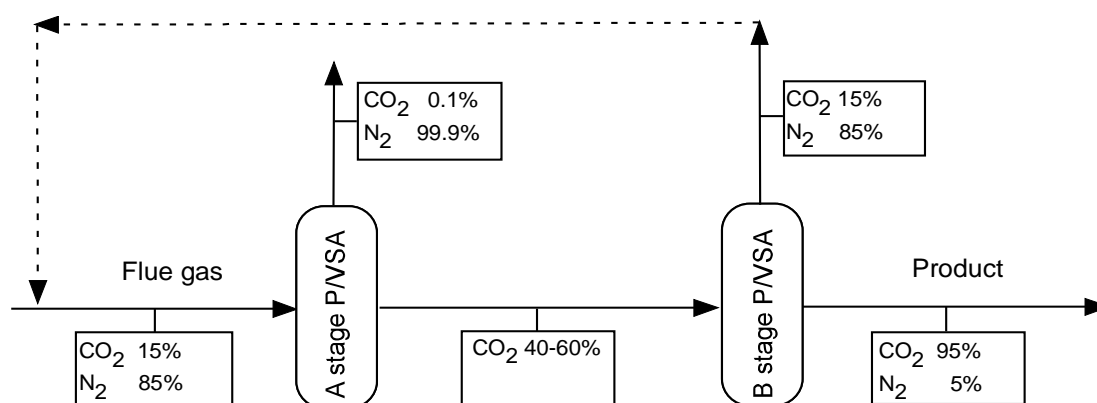 CO2 0.1%
N2 99.9%
CO2 15%
N2 85%
Flue gas
A stage P/VSA
B stage P/VSA
Product
CO2 15%
N2 85%
CO2 40-60%
CO2 95%
N2 5%